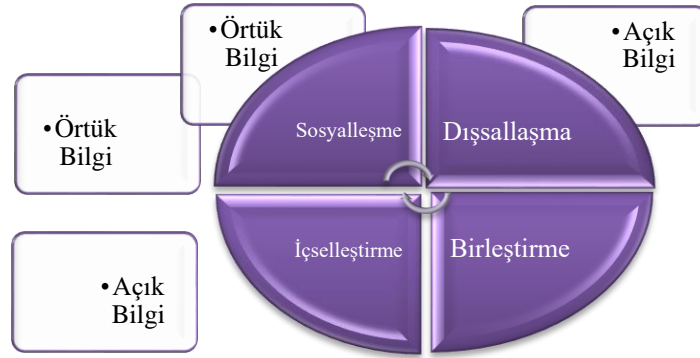 •Örtük
Bilgi
•Açık
Bilgi
•Örtük
Bilgi
Sosyalleşme
Dışsallaşma
İçselleştirme
Birleştirme
•Açık
Bilgi